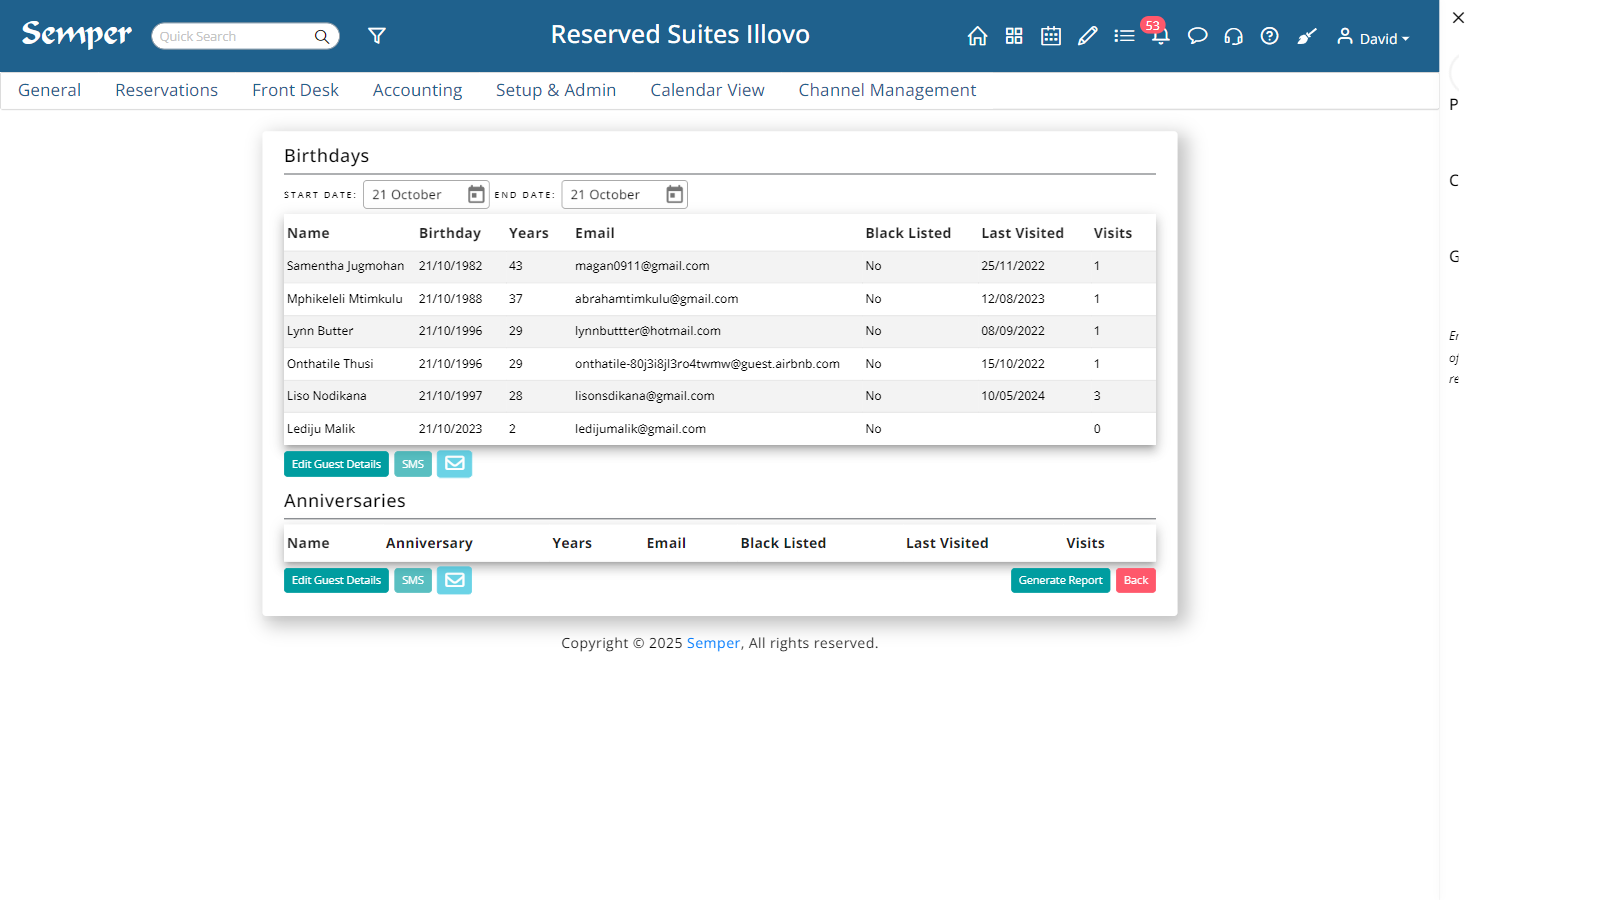 Semper
Quick Search
Reserved Suites Illovo
53
David
General Reservations Front Desk Accounting Setup & Admin Calendar View Channel Management
Birthdays
START DATE: 21 October END DATE: 21 October
Name Birthday Years Email Black Listed Last Visited Visits
Samentha Jugmohan 21/10/1982 43 magan0911@gmail.com No 25/11/2022 1
Mphikeleli Mtimkulu 21/10/1988 37 abrahamtimkulu@gmail.com No 12/08/2023 1
Lynn Butter 21/10/1996 29 lynnbuttter@hotmail.com No 08/09/2022 1
Onthatile Thusi 21/10/1996 29 onthatile-80j3i8jl3ro4twmw@guest.airbnb.com No 15/10/2022 1
Liso Nodikana 21/10/1997 28 lisonsdikana@gmail.com No 10/05/2024 3
Lediju Malik 21/10/2023 2 ledijumalik@gmail.com No 0
Edit Guest Details SMS
Anniversaries
Name Anniversary Years Email Black Listed Last Visited Visits
Edit Guest Details SMS Generate Report Back
Copyright © 2025 Semper, All rights reserved.
P
C
G